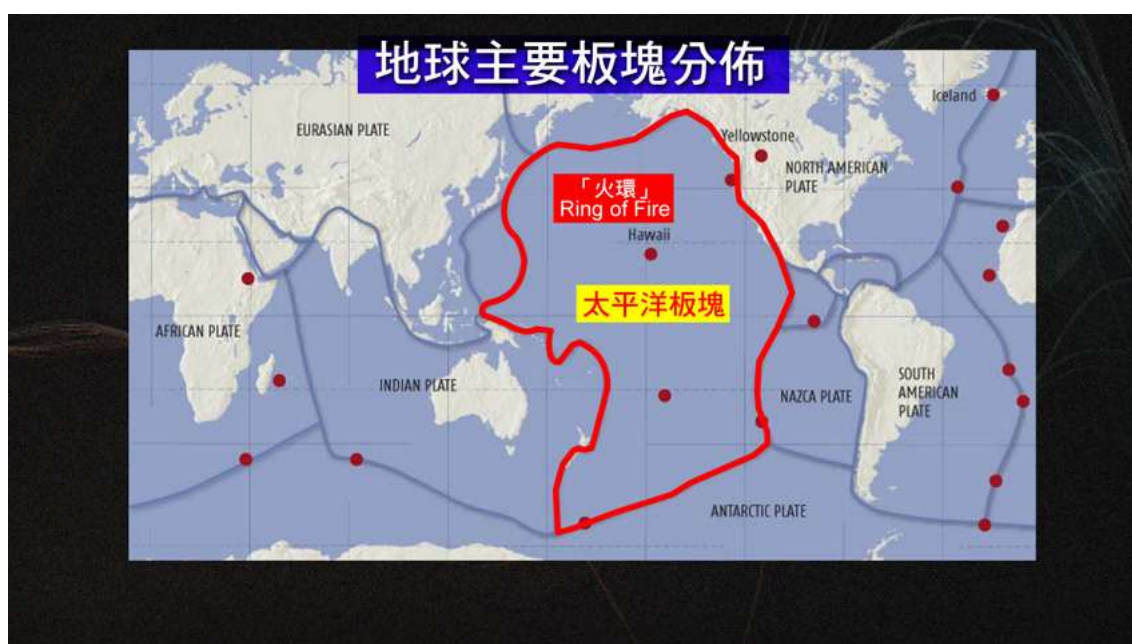 地球主要板塊分佈
Iceland
EURASIAN PLATE
Yellowstone
NORTH AMERICAN
PLATE
「火環」
Ring of Fire
Hawaii
太平洋板塊
AFRICAN PLATE
INDIAN PLATE
NAZCA PLATE
SOUTH
AMERICAN
PLATE
ANTARCTIC PLATE